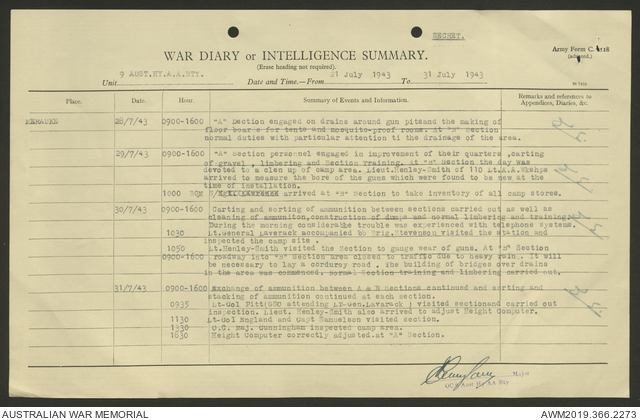 SECRET.
Army Form C. 2118
WAR DIARY or INTELLIGENCE SUMMARY.
(Erase heading not required).
Unit 9 AUST.HY.A.A.BTY. Date and Time.—From 21 July 1943 To 31 July 1943
Place. Date. Hour. Summary of Events and Information. Remarks and references to Appendices, Diaries, &c.
MERAUKE 28/7/43 0900-1600 "A" Section engaged on drains around gun pitsand the making of
floor boards for tents and mosquito-proof rooms. At "B" Section
normal duties with particular attention ti the drainage of the area.
29/7/43 0900-1600 "A" Section personnel engaged in improvement of their quarters ,carting
of gravel , limbering and Section training. At "B" Section the day was
devoted to a clen up of camp area. Lieut.Henley-Smith of 110 Lt.A.A.Wkshps
arrived to measure the bore of the guns which were found to be new at the
time of installation.
1000 arrived at "B" Section to take inventory of all camp stores.
30/7/43 0900-1600 Carting and sorting of ammunition between sections carried out as well as
cleaning of ammunition,construction of dumps and normal limbering and training.
During the morning considerable trouble was experienced with telephone systems.
1030 Lt.General Laverack accompanied by Brig.Stevenson visited the station and
inspected the camp site.
1050 Lt.Henley-Smith visited the Section to gauge wear of guns. At "B" Section
0900-1600 roadway into "B" Section area closed to traffic due to heavy rain. It will
be necessary to lay a corduroy road. The building of bridges over drains
in the area was commenced. Normal Section training and limbering carried out.
31/7/43 0900-1600 Exchange of ammunition between A & B Sections continued and sorting and
stacking of ammunition continued at each section.
0935 Lt-Col Pitt(GSO attending Lt-Gen.Lavarack , visited sectionand carried out
inspection. Lieut. Henley-Smith also arrived to adjust Height Computer.
1130 Lt-Col England and Capt Samuelson visited section.
1330 O.C. Maj. Cunningham inspected camp area.
1630 Height Computer correctly adjusted.at "A" Section.
Major
OC 9 Aust Hy AA Bty
AUSTRALIAN WAR MEMORIAL AWM2019.366.2273